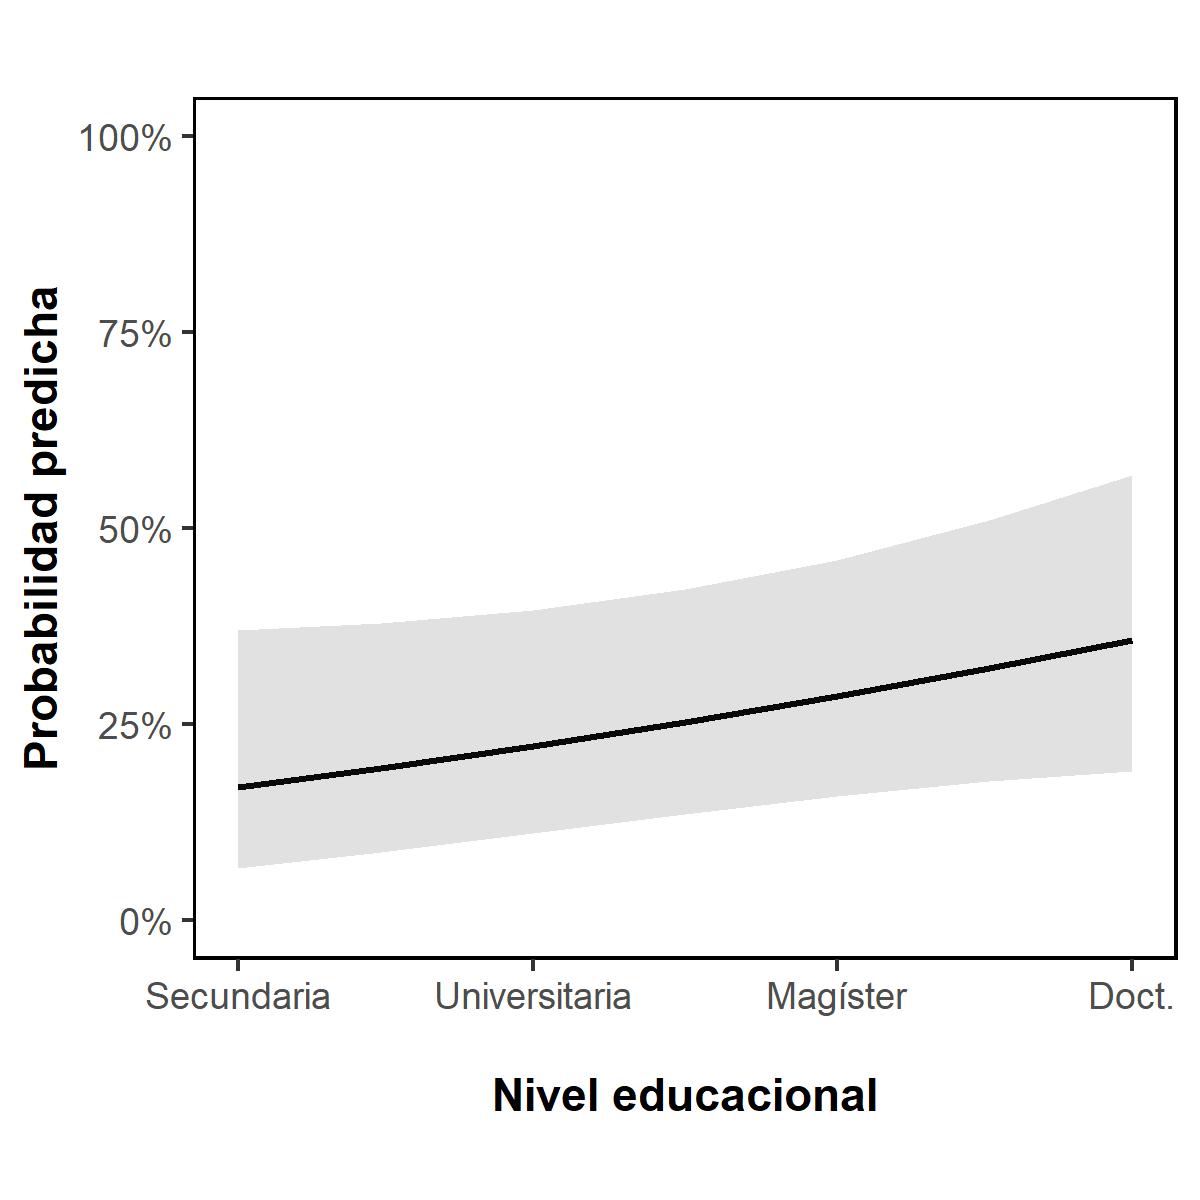 100%
75%
50%
25%
0%
Probabilidad predicha
Secundaria Universitaria Magíster Doct.
Nivel educacional